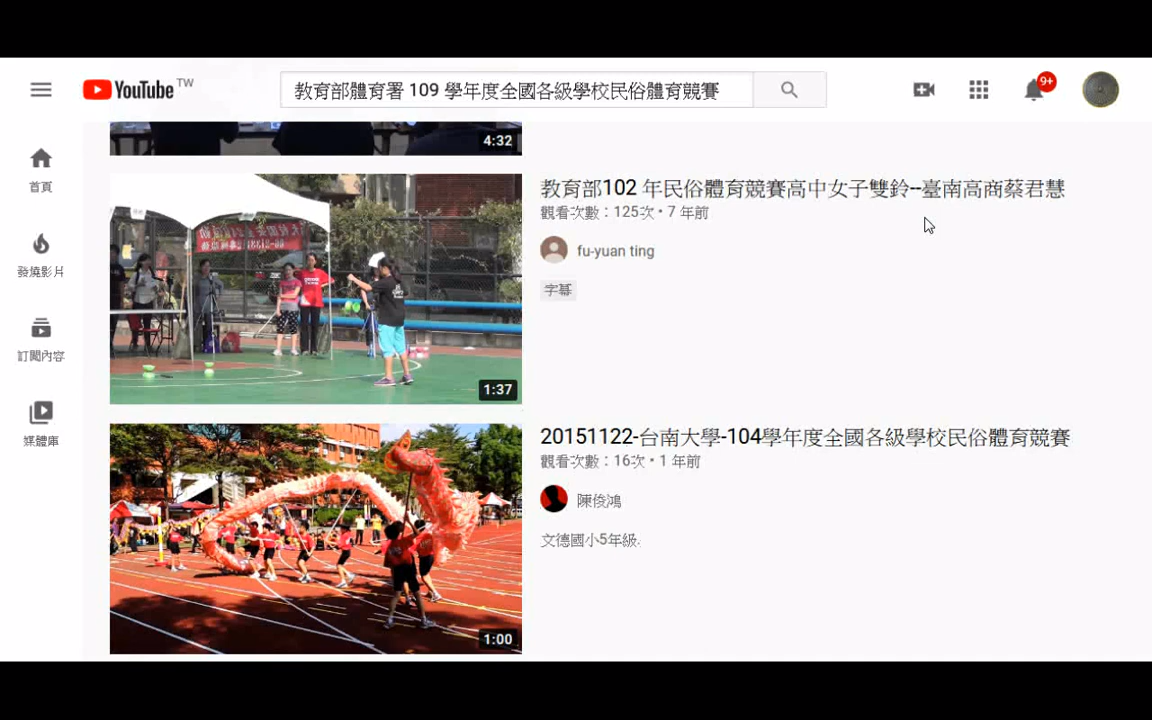 YouTube TW
教育部體育署 109 學年度全國各級學校民俗體育競賽
9+
首頁
發燒影片
訂閱內容
媒體庫
4:32
教育部102 年民俗體育競賽高中女子雙鈴--臺南高商蔡君慧
觀看次數：125次 • 7 年前
fu-yuan ting
字幕
1:37
20151122-台南大學-104學年度全國各級學校民俗體育競賽
觀看次數：16次 • 1 年前
陳俊鴻
文德國小5年級.
1:00